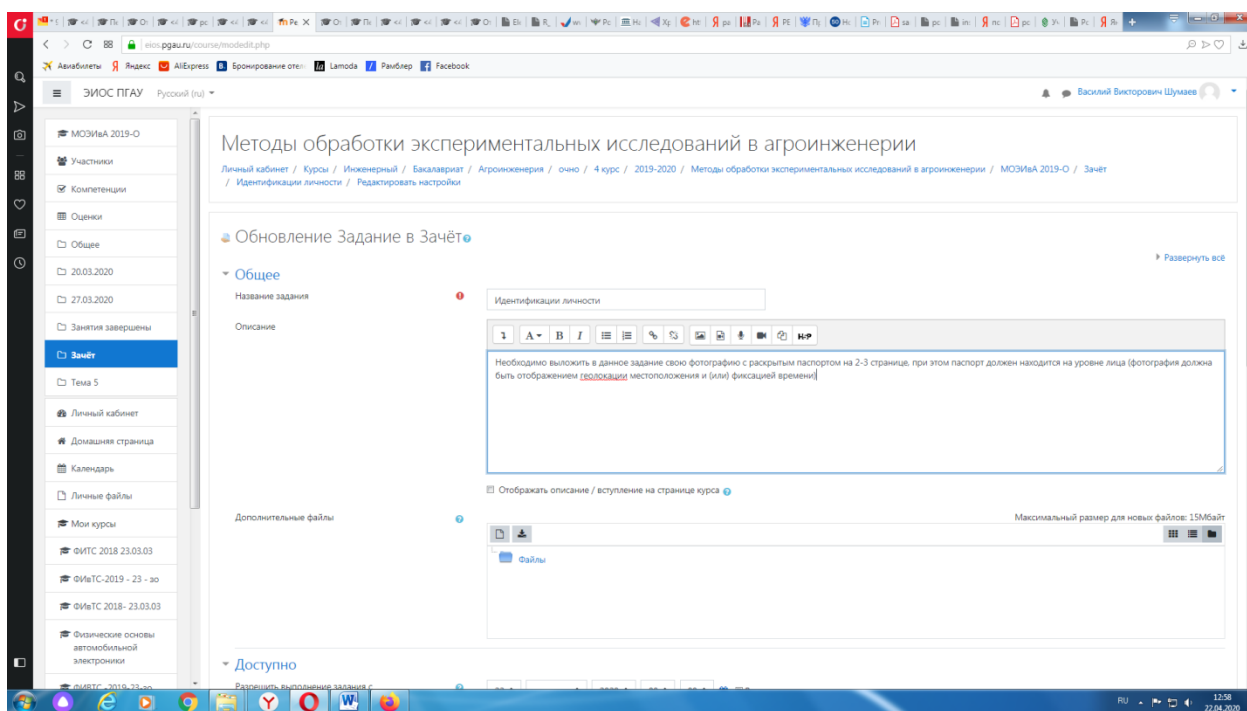 eios.pgau.ru/course/modedit.php
Авиабилеты Яндекс AliExpress Бронирование отел Lamoda Рамблер Facebook
ЭИОС ПГАУ Русский (ru)
Василий Викторович Шумаев
МОЭИвА 2019-О
Участники
Компетенции
Оценки
Общее
20.03.2020
27.03.2020
Занятия завершены
Зачёт
Тема 5
Личный кабинет
Домашняя страница
Календарь
Личные файлы
Мои курсы
ФИТС 2018 23.03.03
ФИвТС-2019 - 23 - зо
ФИвТС 2018- 23.03.03
Физические основы
автомобильной
электроники
Методы обработки экспериментальных исследований в агроинженерии
Личный кабинет / Курсы / Инженерный / Бакалавриат / Агроинженерия / очно / 4 курс / 2019-2020 / Методы обработки экспериментальных исследований в агроинженерии / МОЭИвА 2019-О / Зачёт
/ Идентификации личности / Редактировать настройки
Обновление Задание в Зачёт
Развернуть всё
Общее
Название задания
Идентификации личности
Описание
Необходимо выложить в данное задание свою фотографию с раскрытым паспортом на 2-3 странице, при этом паспорт должен находится на уровне лица (фотография должна
быть отображением геолокации местоположения и (или) фиксацией времени)
Отображать описание / вступление на странице курса
Дополнительные файлы
Максимальный размер для новых файлов: 15Мбайт
Файлы
Доступно
Разрешить выполнение задания с
RU
12:58
22.04.2020